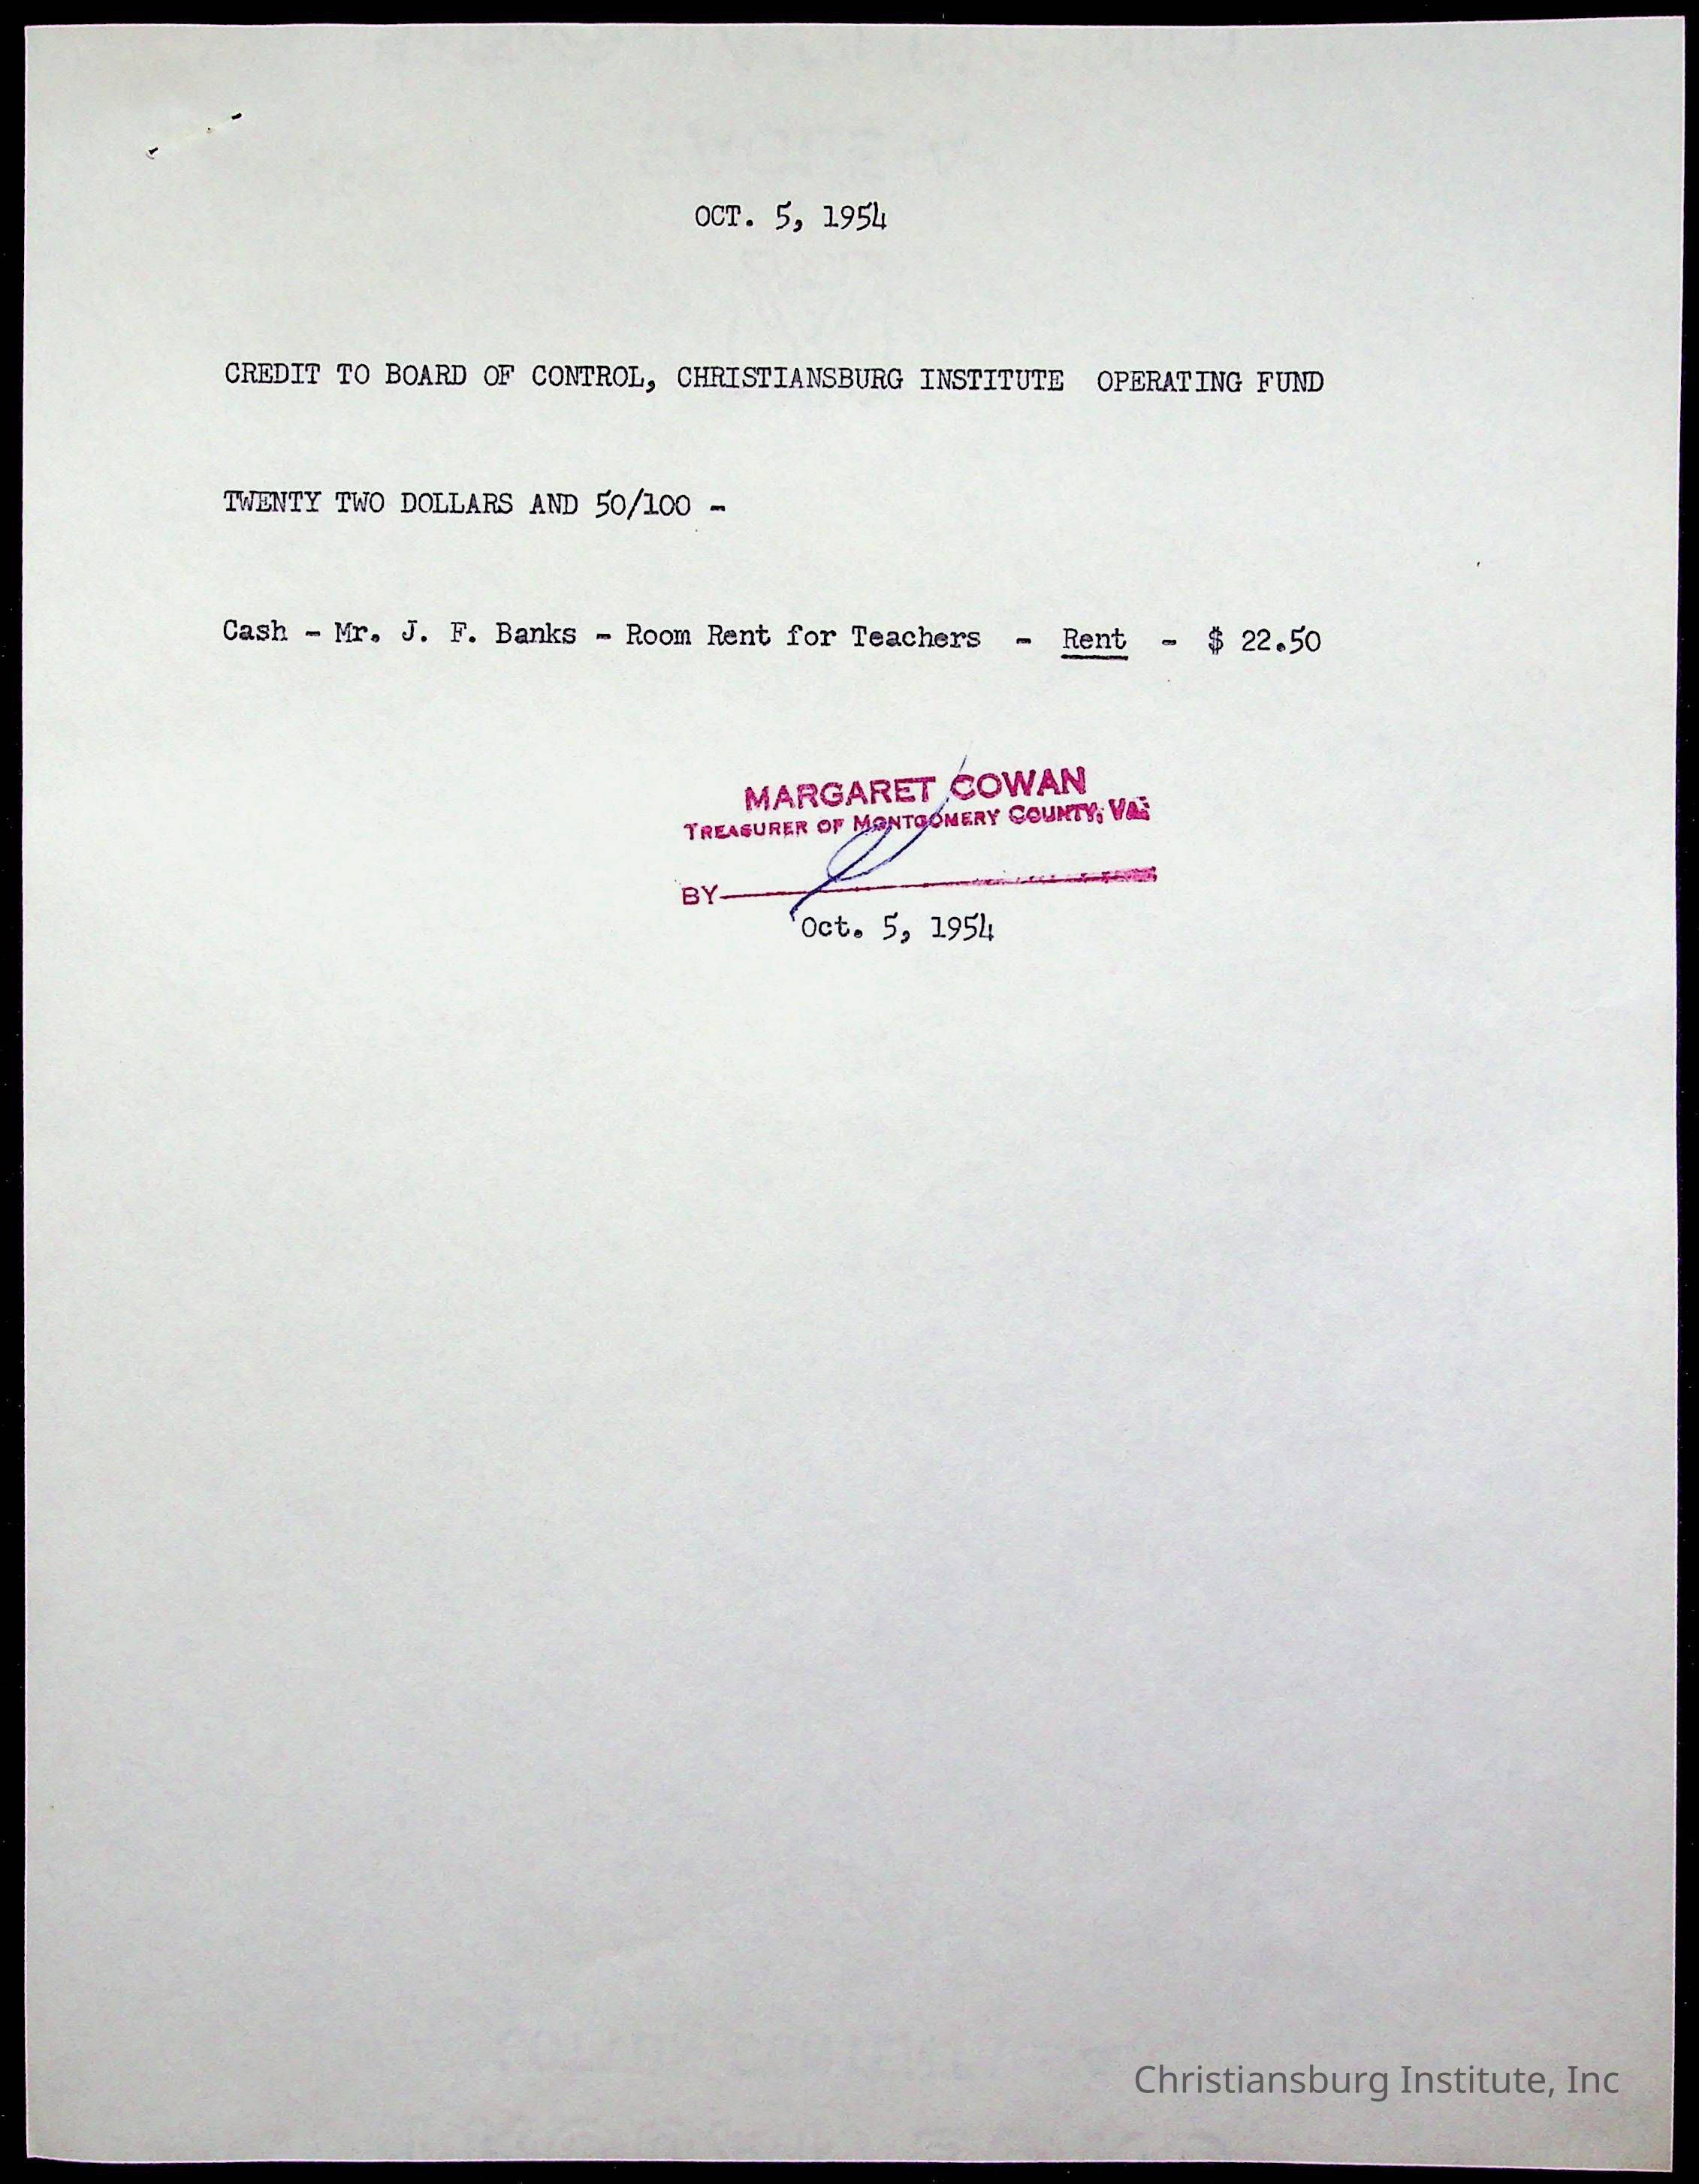 OCT. 5, 1954
CREDIT TO BOARD OF CONTROL, CHRISTIANSBURG INSTITUTE  OPERATING FUND
TWENTY TWO DOLLARS AND 50/100 -
Cash - Mr. J. F. Banks - Room Rent for Teachers  -  Rent  -  $ 22.50
MARGARET COWAN
TREASURER OF MONTGOMERY COUNTY, VA.
BY
Oct. 5, 1954
Christiansburg Institute, Inc